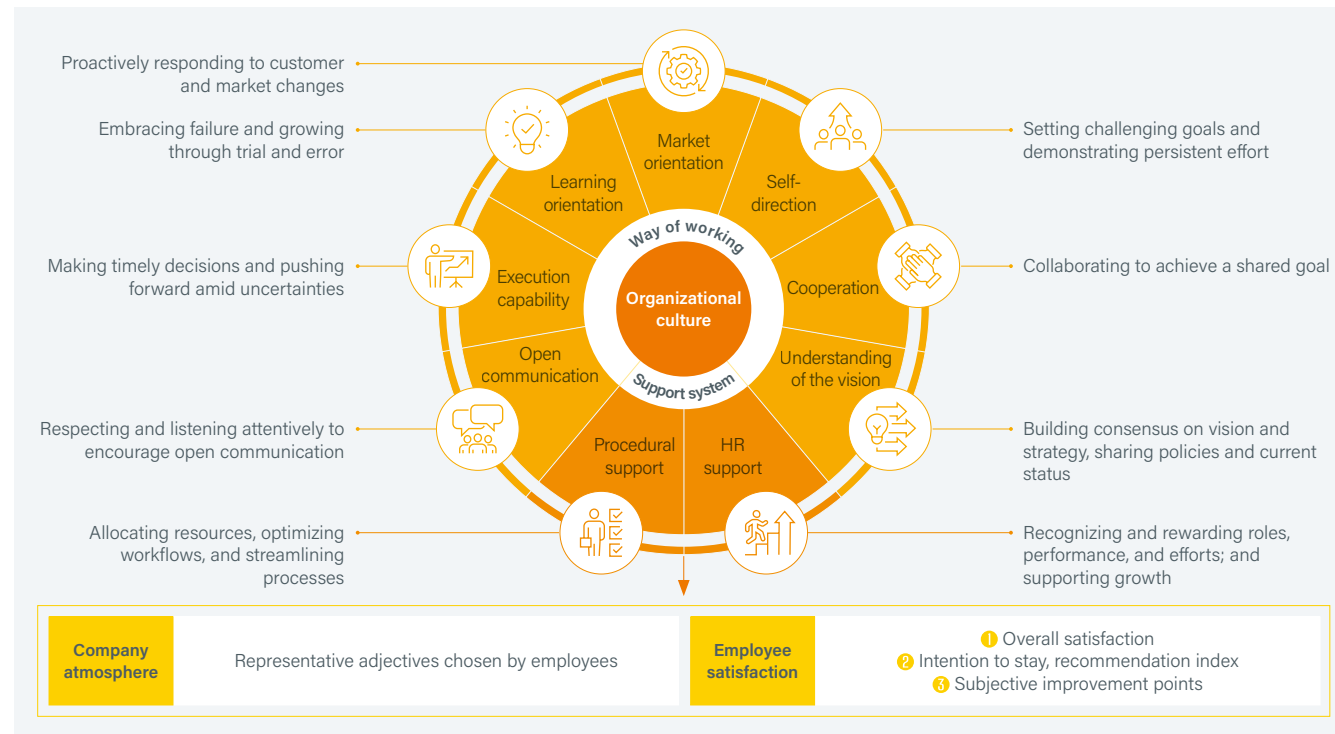 Proactively responding to customer
and market changes
Embracing failure and growing
through trial and error
Making timely decisions and pushing
forward amid uncertainties
Respecting and listening attentively to
encourage open communication
Allocating resources, optimizing
workflows, and streamlining
processes
Market
orientation
Learning
orientation
Self-
direction
Execution
capability
Cooperation
Open
communication
Understanding
of the vision
Procedural
support
HR
support
Way of working
Organizational
culture
Support system
Setting challenging goals and
demonstrating persistent effort
Collaborating to achieve a shared goal
Building consensus on vision and
strategy, sharing policies and current
status
Recognizing and rewarding roles,
performance, and efforts; and
supporting growth
Company
atmosphere
Representative adjectives chosen by employees
Employee
satisfaction
❶ Overall satisfaction
❷ Intention to stay, recommendation index
❸ Subjective improvement points